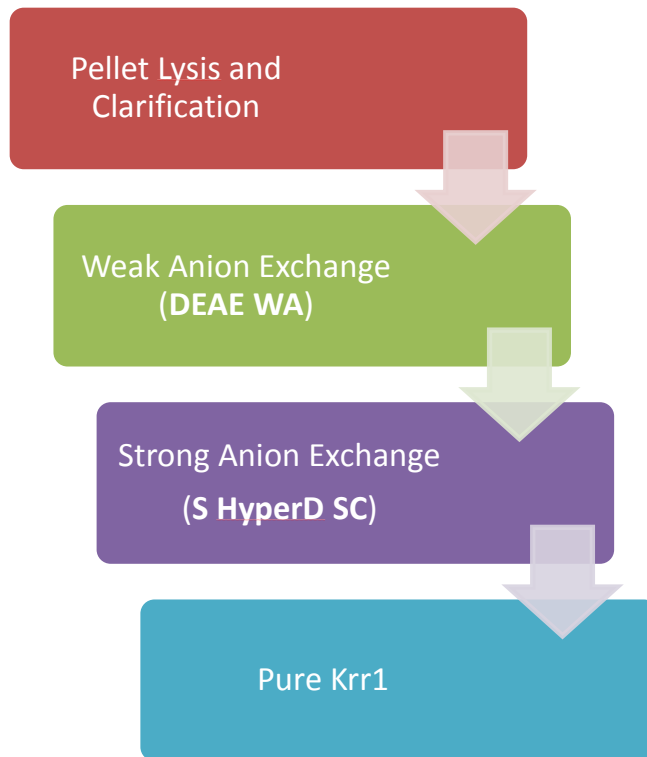 Pellet Lysis and
Clarification
Weak Anion Exchange
(DEAE WA)
Strong Anion Exchange
(S HyperD SC)
Pure Krr1